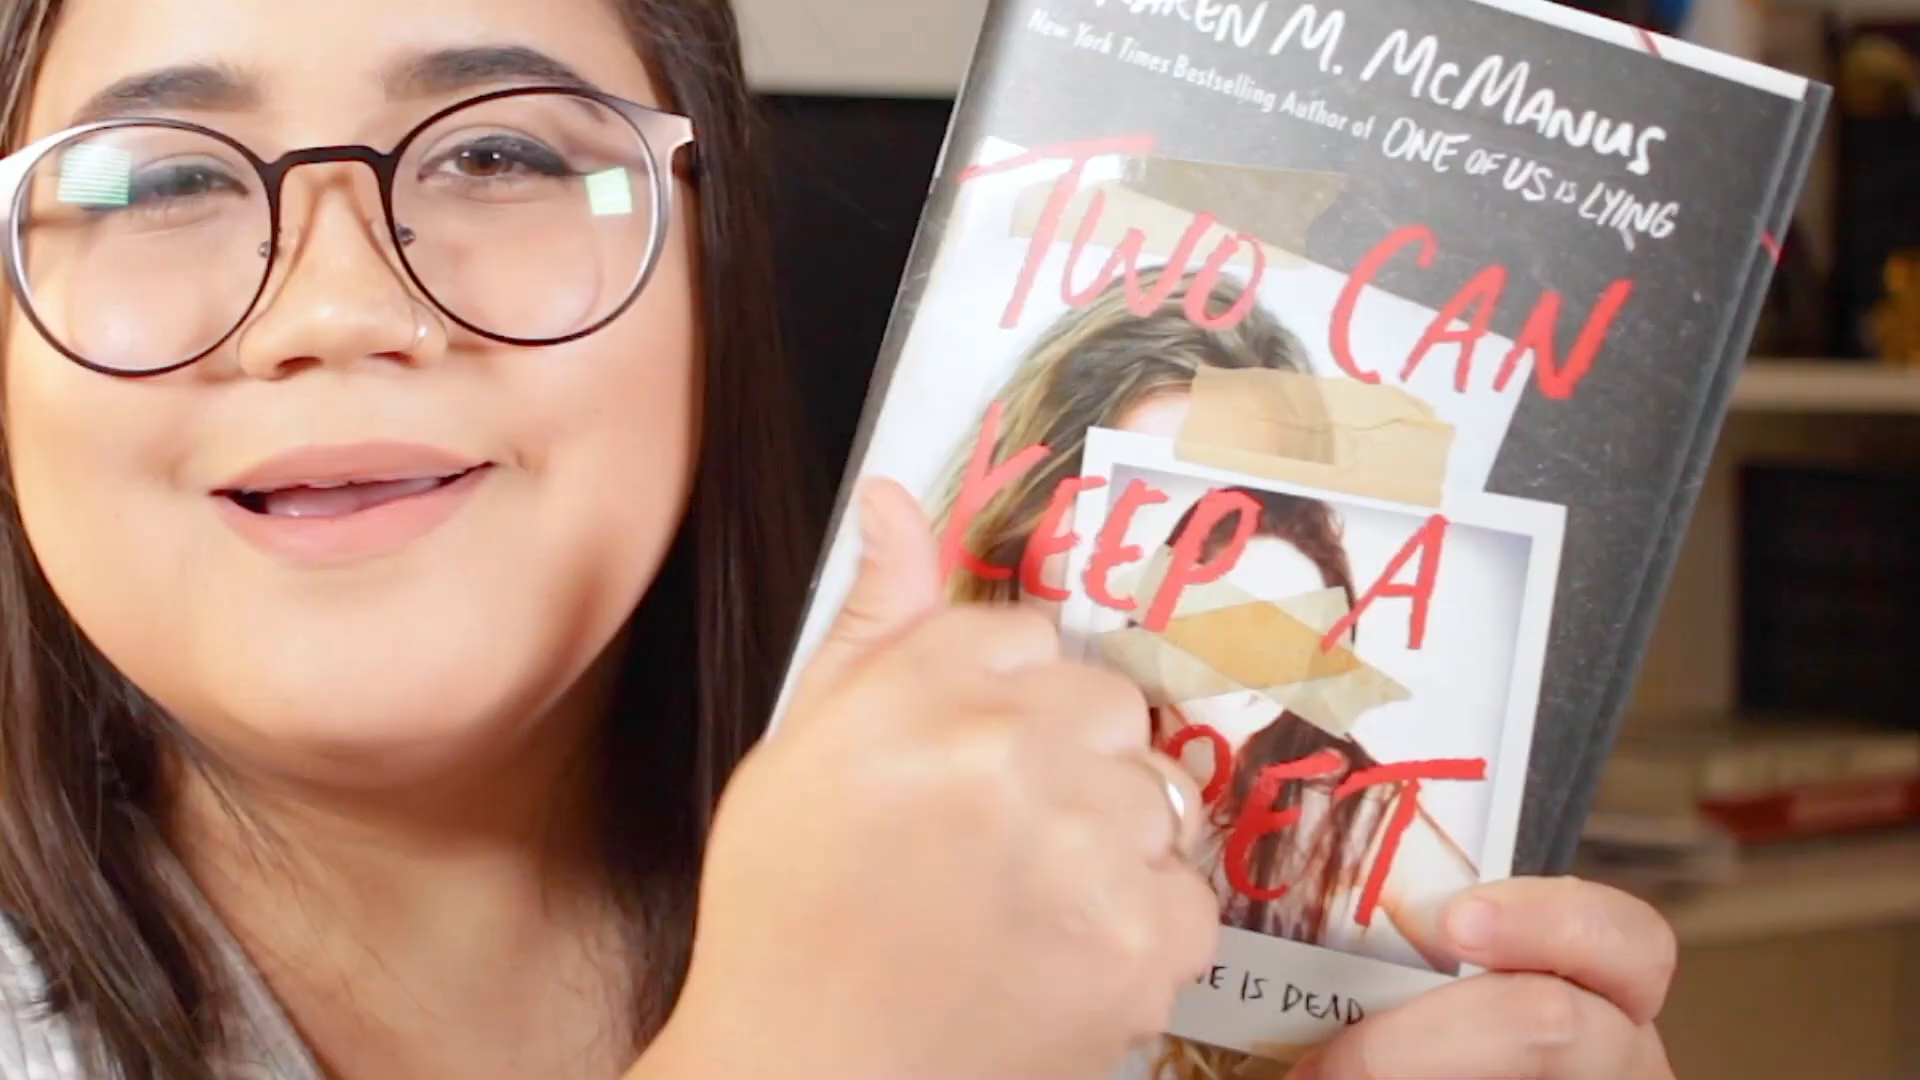 M. McMANUS
New York Times Bestselling Author of ONE OF US IS LYING
TWO CAN
KEEP A
IS DEAD